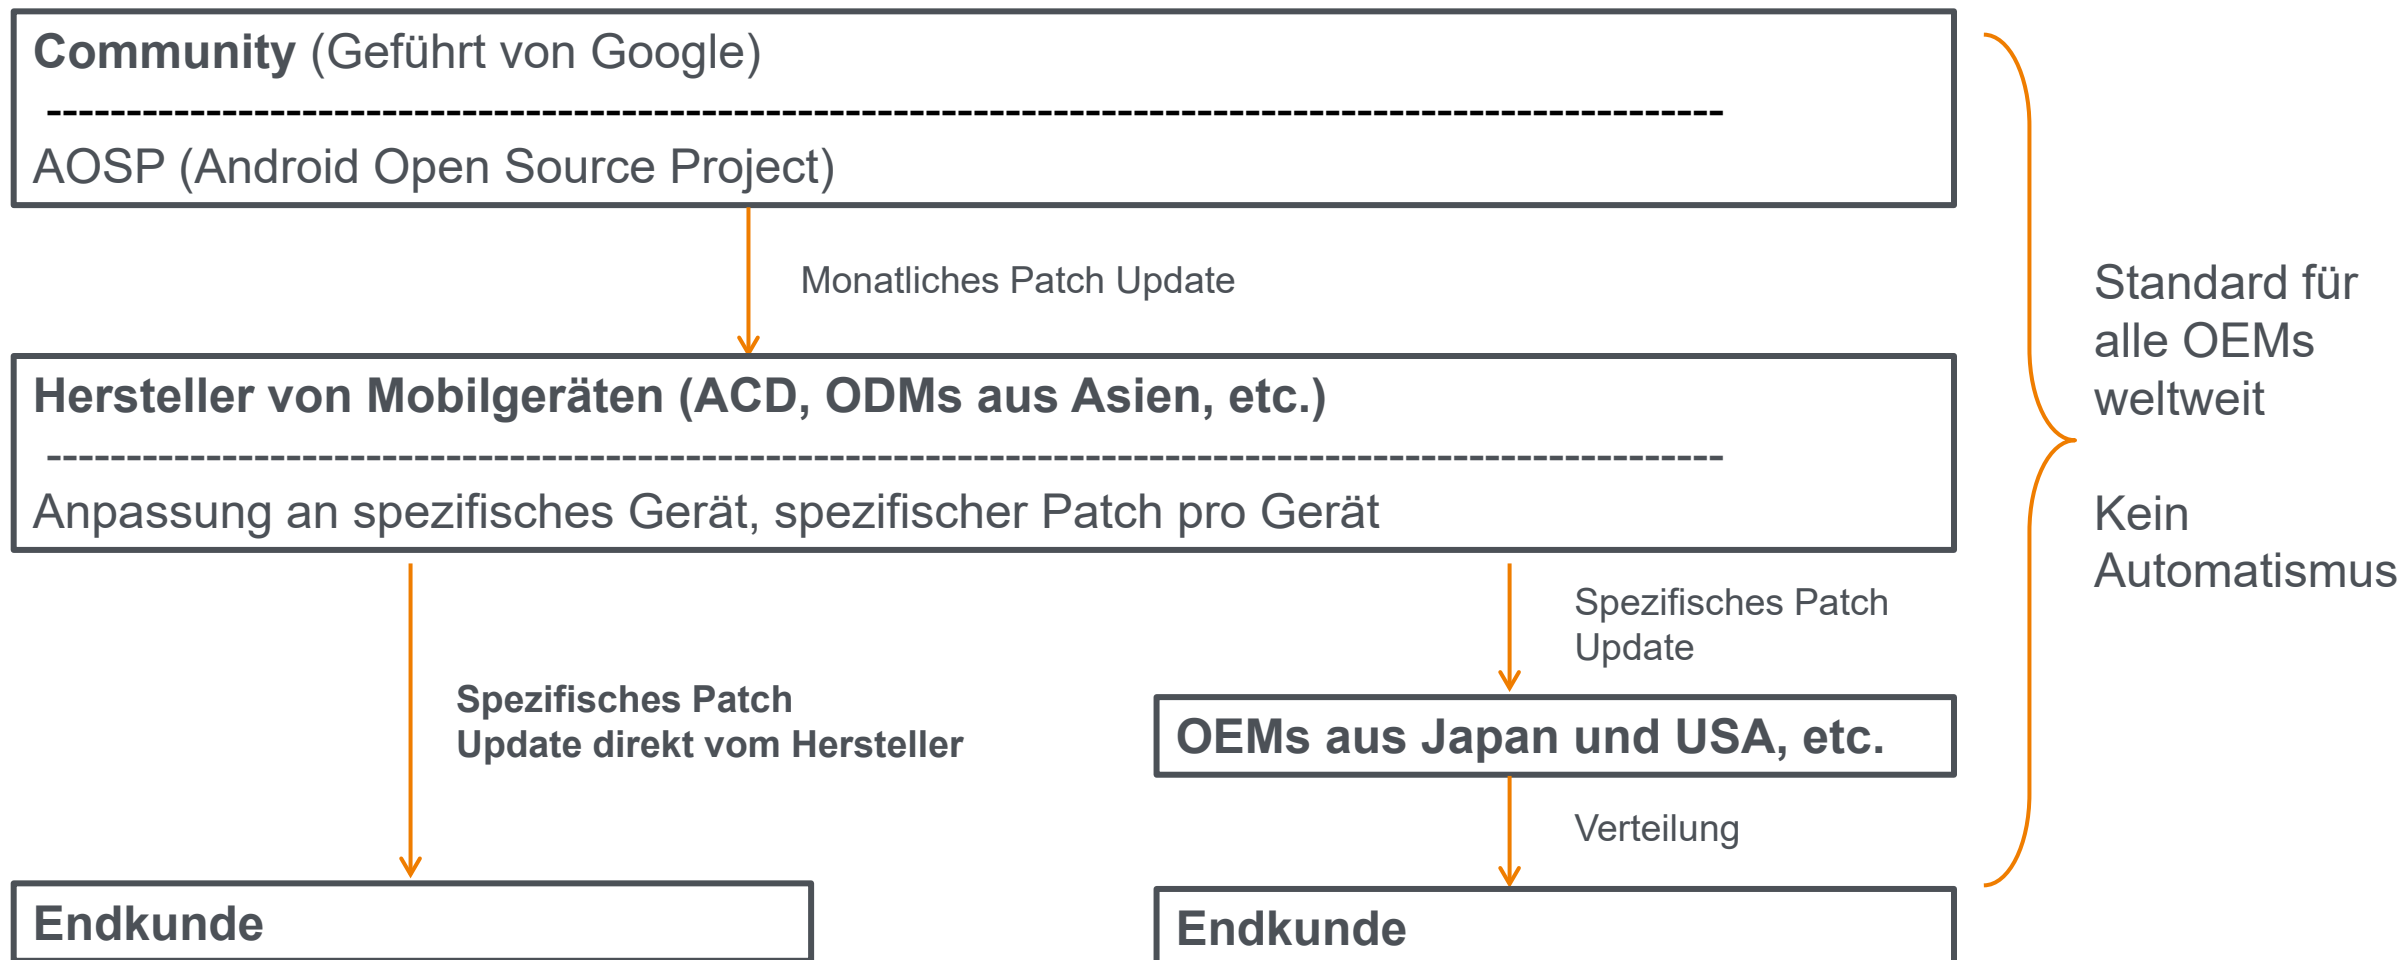 Community (Geführt von Google)
---------------------------------------------------------------------------------------------------------
AOSP (Android Open Source Project)
Monatliches Patch Update
Hersteller von Mobilgeräten (ACD, ODMs aus Asien, etc.)
---------------------------------------------------------------------------------------------------------
Anpassung an spezifisches Gerät, spezifischer Patch pro Gerät
Spezifisches Patch
Update direkt vom Hersteller
Endkunde
Spezifisches Patch
Update
OEMs aus Japan und USA, etc.
Verteilung
Endkunde
Standard für
alle OEMs
weltweit
Kein
Automatismus